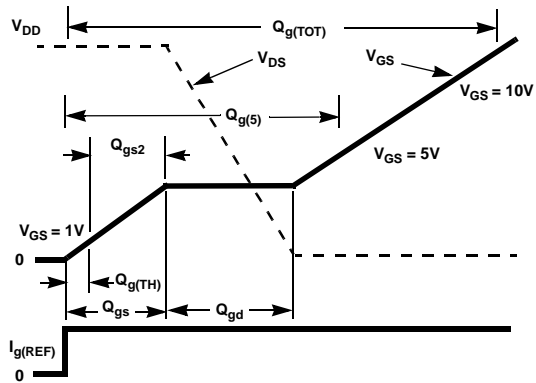 V_DD
Q_g(TOT)
V_DS
V_GS
V_GS = 10V
Q_g(5)
Q_gs2
V_GS = 5V
V_GS = 1V
0
Q_g(TH)
Q_gs
Q_gd
I_g(REF)
0